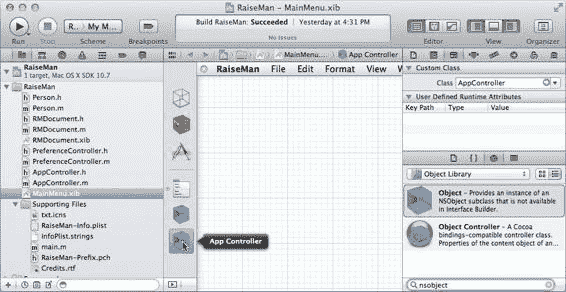 RaiseMan – MainMenu.xib
Build RaiseMan: Succeeded | Yesterday at 4:31 PM
No Issues
R... My M...
Run Stop Scheme Breakpoints Editor View Organizer
RaiseMan
1 target, Mac OS X SDK 10.7
MainMenu... App Controller
RaiseMan
Person.h
Person.m
RMDocument.h
RMDocument.m
RMDocument.xib
PreferenceController.h
PreferenceController.m
AppController.h
AppController.m
MainMenu.xib
Supporting Files
txt.icns
RaiseMan-Info.plist
InfoPlist.strings
main.m
RaiseMan-Prefix.pch
Credits.rtf
RaiseMan File Edit Format View W
App Controller
Custom Class
Class AppController
User Defined Runtime Attributes
Key Path Type Value
Object Library
Object – Provides an instance of an
NSObject subclass that is not available
in Interface Builder.
Object Controller – A Cocoa
bindings-compatible controller class.
Properties of the content object of an...
nsobject